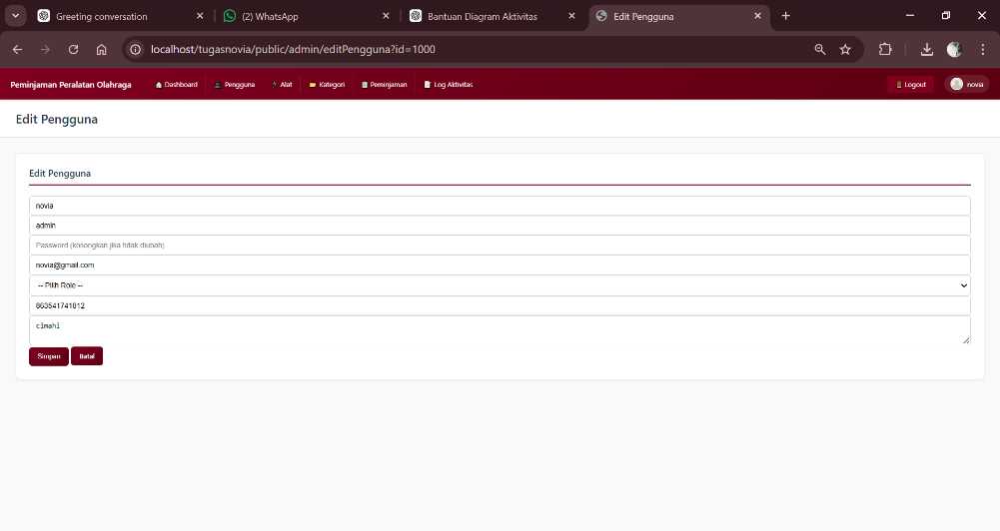 Greeting conversation
(2) WhatsApp
Bantuan Diagram Aktivitas
Edit Pengguna
localhost/tugasnovia/public/admin/editPengguna?id=1000
Peminjaman Peralatan Olahraga
Dashboard
Pengguna
Alat
Kategori
Peminjaman
Log Aktivitas
Logout
novia
Edit Pengguna
Edit Pengguna
novia
admin
Password (kosongkan jika tidak diubah)
novia@gmail.com
-- Pilih Role --
863541741812
cimahi
Simpan
Batal